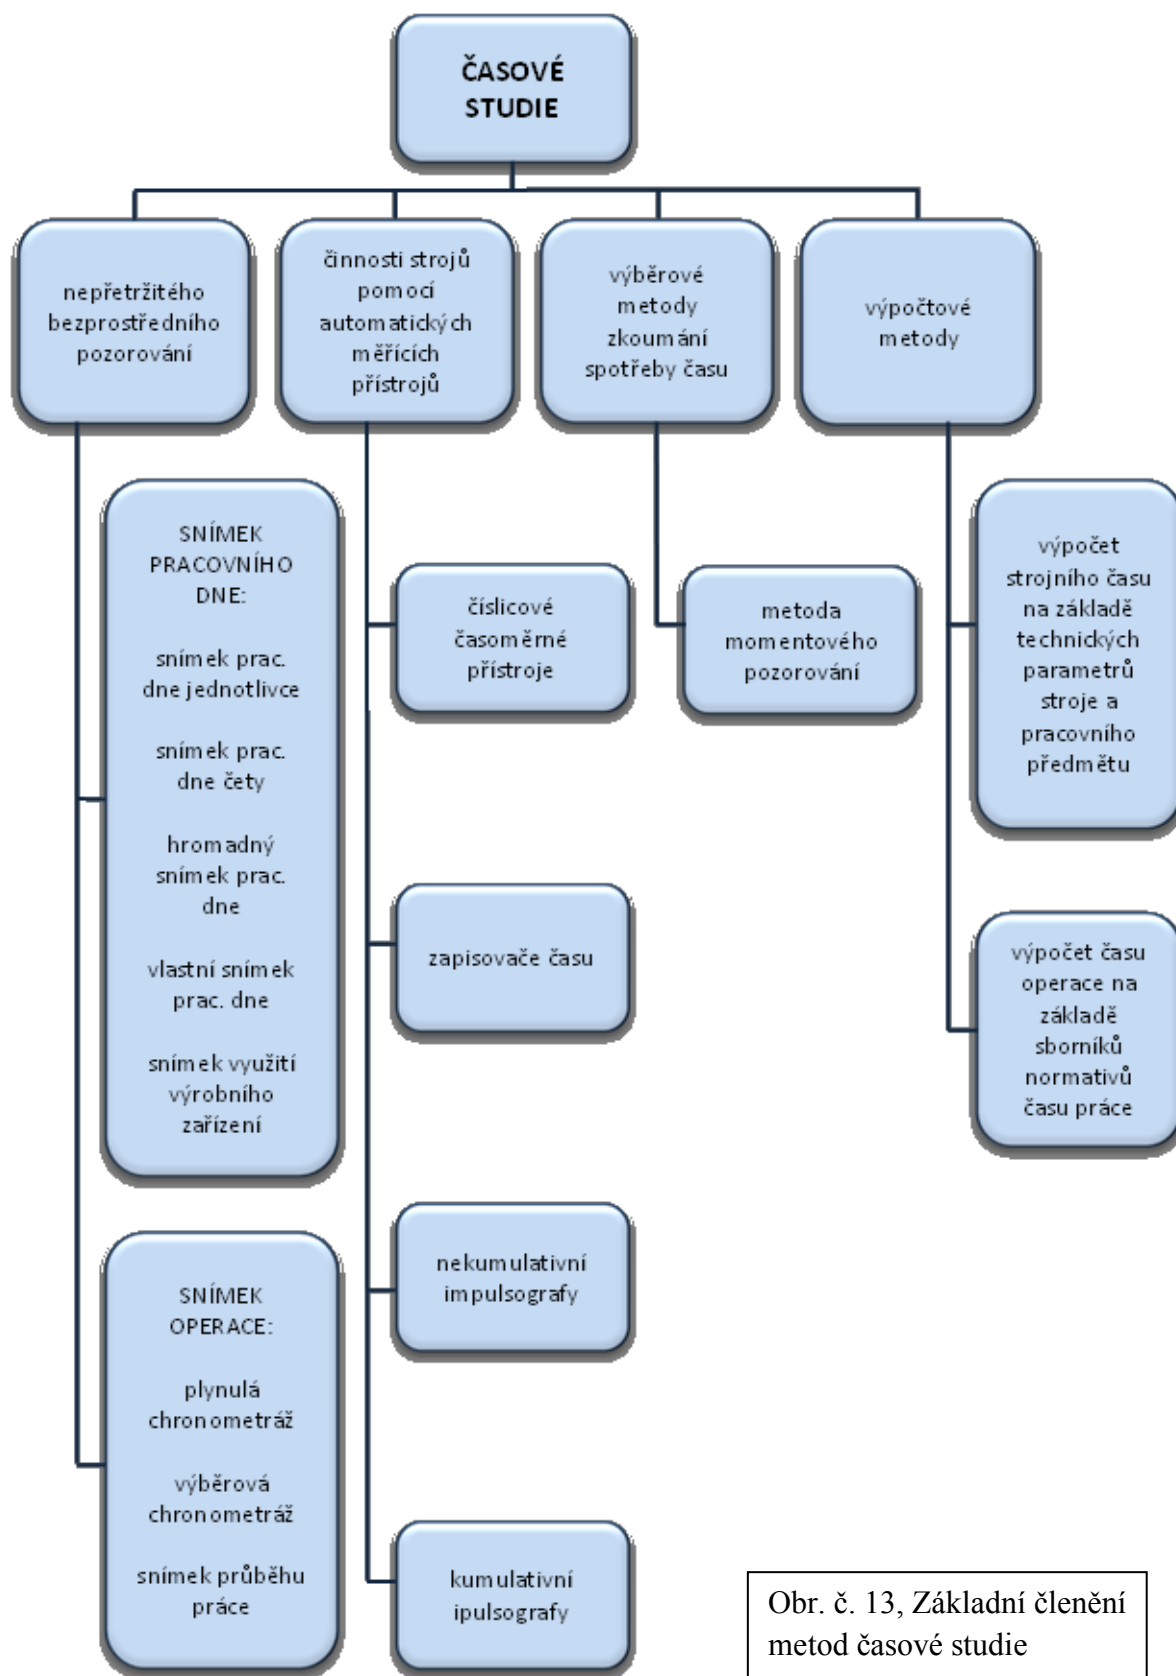 ČASOVÉ
STUDIE
nepřetržitého
bezprostředního
pozorování
činnosti strojů
pomocí
automatických
měřících
přístrojů
výběrové
metody
zkoumání
spotřeby času
výpočtové
metody
SNÍMEK
PRACOVNÍHO
DNE:
snímek prac.
dne jednotlivce
snímek prac.
dne čety
hromadný
snímek prac.
dne
vlastní snímek
prac. dne
snímek využití
výrobního
zařízení
SNÍMEK
OPERACE:
plynulá
chronometráž
výběrová
chronometráž
snímek průběhu
práce
číslicové
časoměrné
přístroje
zapisovače času
nekumulativní
impulsografy
kumulativní
ipulsografy
metoda
momentového
pozorování
výpočet
strojního času
na základě
technických
parametrů
stroje a
pracovního
předmětu
výpočet času
operace na
základě
sborníků
normativů
času práce
Obr. č. 13, Základní členění
metod časové studie